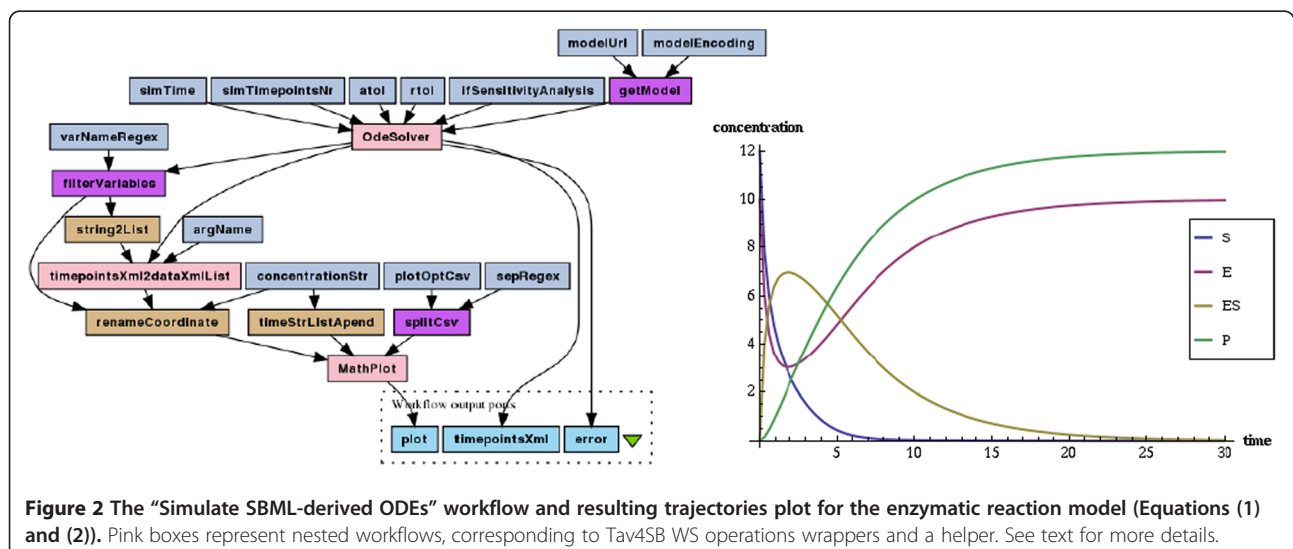 modelUrl modelEncoding
simTime simTimepointsNr atol rtol ifSensitivityAnalysis getModel
OdeSolver
varNameRegex
filterVariables
string2List argName
timepointsXml2dataXmlList concentrationStr plotOptCsv sepRegex
renameCoordinate timeStrListApend splitCsv
MathPlot
Workflow output ports
plot timepointsXml error
concentration
12
10
8
6
4
2
5 10 15 20 25 30
time
S
E
ES
P
Figure 2 The “Simulate SBML-derived ODEs” workflow and resulting trajectories plot for the enzymatic reaction model (Equations (1)
and (2)). Pink boxes represent nested workflows, corresponding to Tav4SB WS operations wrappers and a helper. See text for more details.